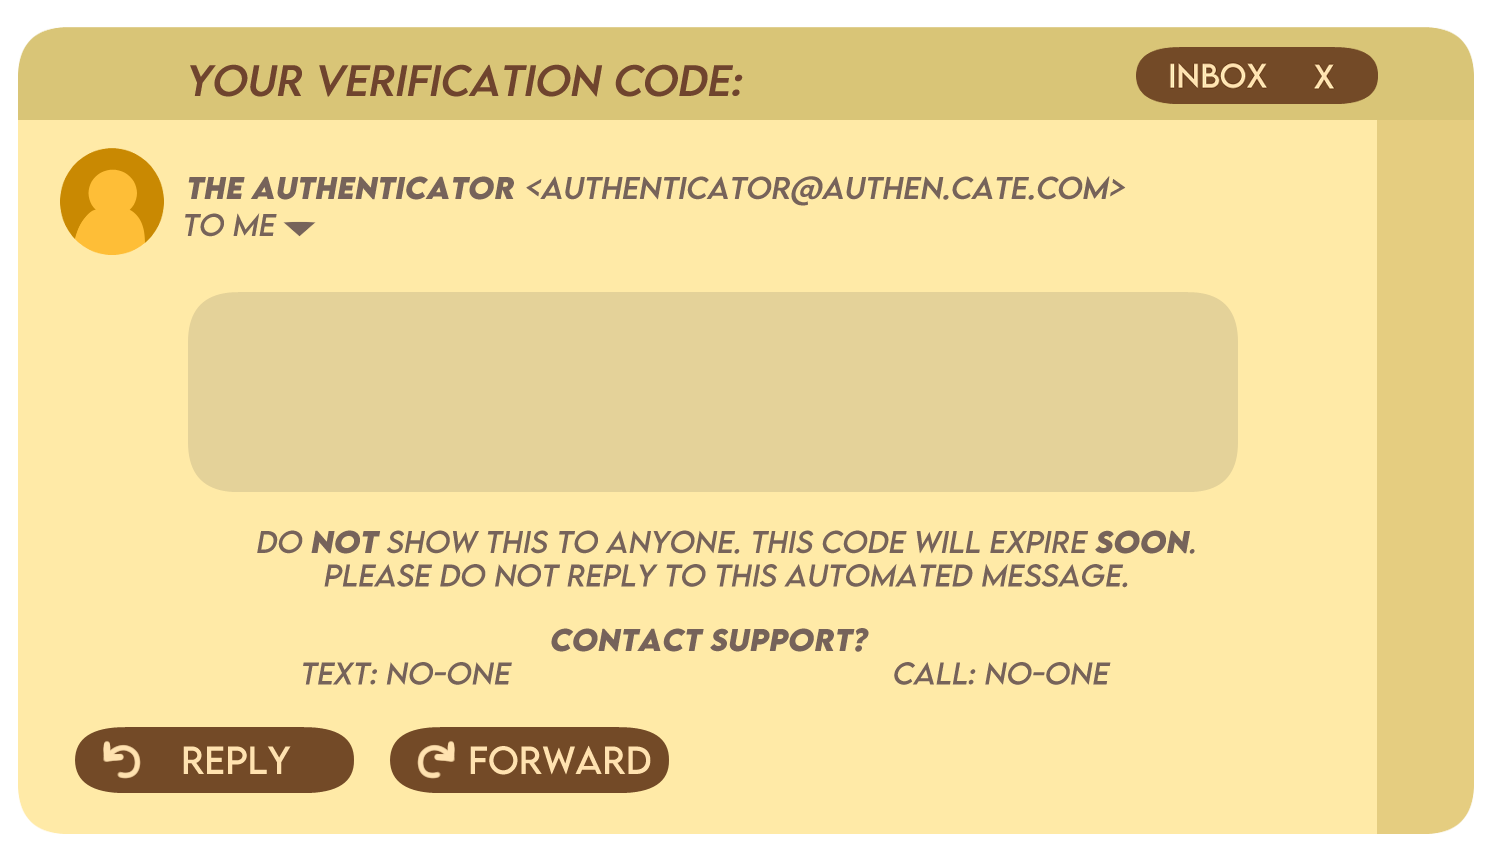 YOUR VERIFICATION CODE:
INBOX X
THE AUTHENTICATOR <AUTHENTICATOR@AUTHEN.CATE.COM>
TO ME
DO NOT SHOW THIS TO ANYONE. THIS CODE WILL EXPIRE SOON.
PLEASE DO NOT REPLY TO THIS AUTOMATED MESSAGE.
CONTACT SUPPORT?
TEXT: NO-ONE CALL: NO-ONE
REPLY FORWARD